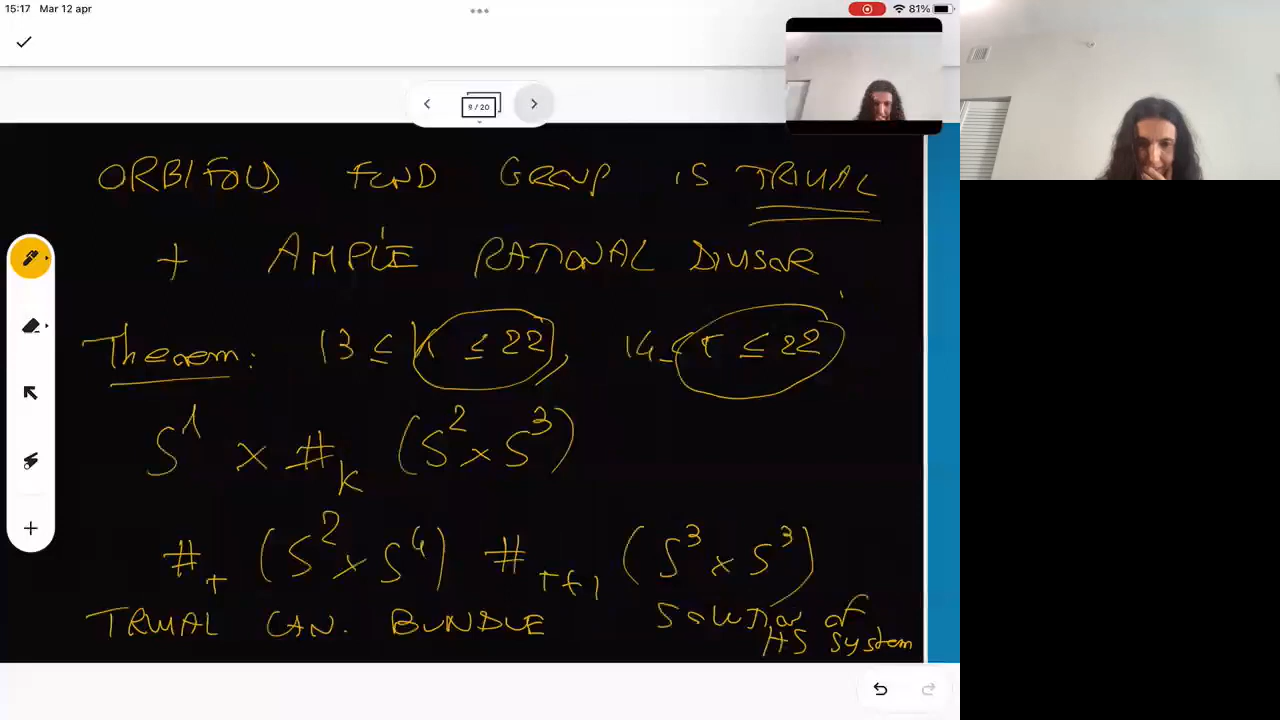 15:17 Mar 12 apr
81%
9 / 20
ORBIFOLD FUND GROUP IS TRIVIAL
+ AMPLE RATIONAL DIVISOR
Theorem: 13 ≤ k ≤ 22, 14 ≤ r ≤ 22
S¹ × #ₖ (S² × S³)
#ᵣ (S² × S⁴) #ᵣ₊₁ (S³ × S³)
TRIVIAL CAN. BUNDLE
Solution of
HS system